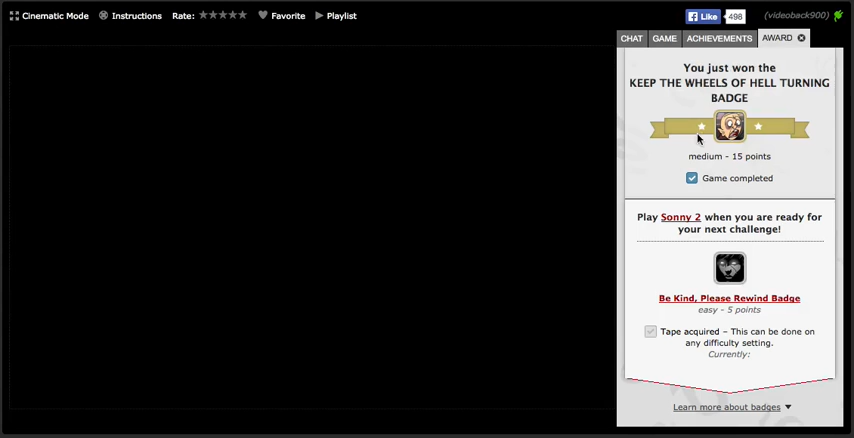 Cinematic Mode Instructions Rate: Favorite Playlist Like 498 (videoback900)
CHAT GAME ACHIEVEMENTS AWARD
You just won the
KEEP THE WHEELS OF HELL TURNING
BADGE
medium - 15 points
Game completed
Play Sonny 2 when you are ready for
your next challenge!
Be Kind, Please Rewind Badge
easy - 5 points
Tape acquired – This can be done on
any difficulty setting.
Currently:
Learn more about badges